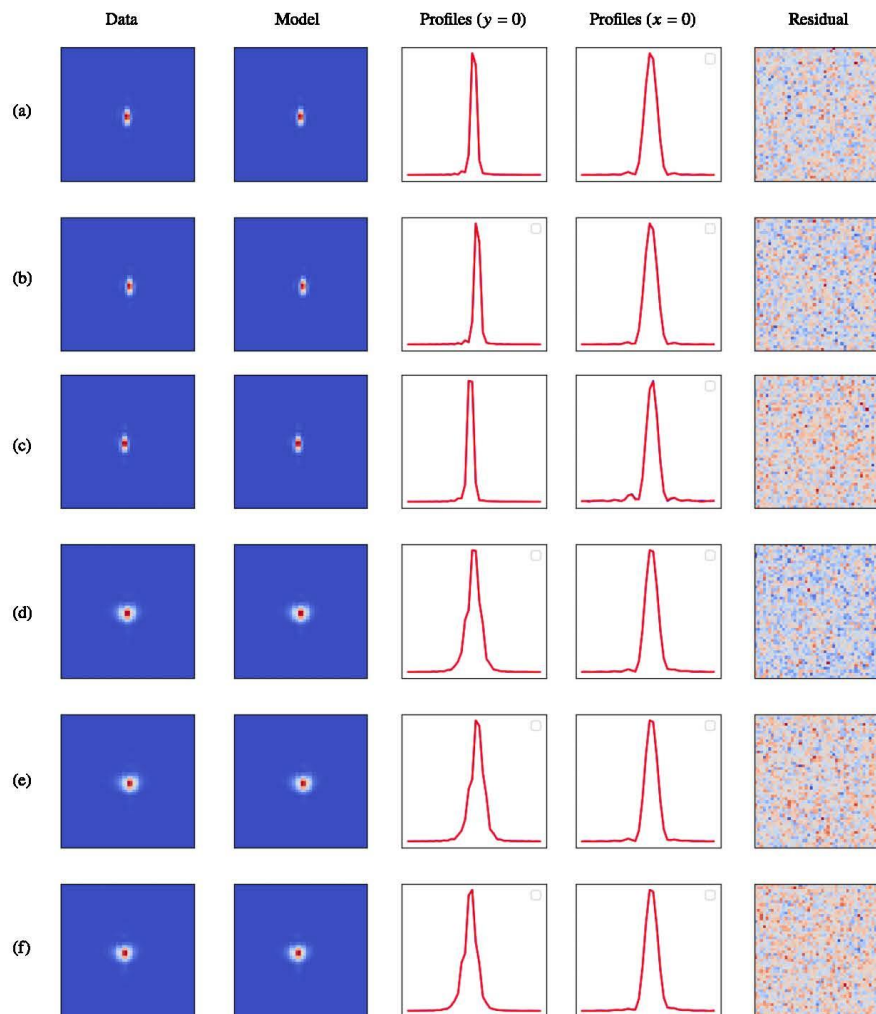 Data Model Profiles (y = 0) Profiles (x = 0) Residual
(a)
(b)
(c)
(d)
(e)
(f)